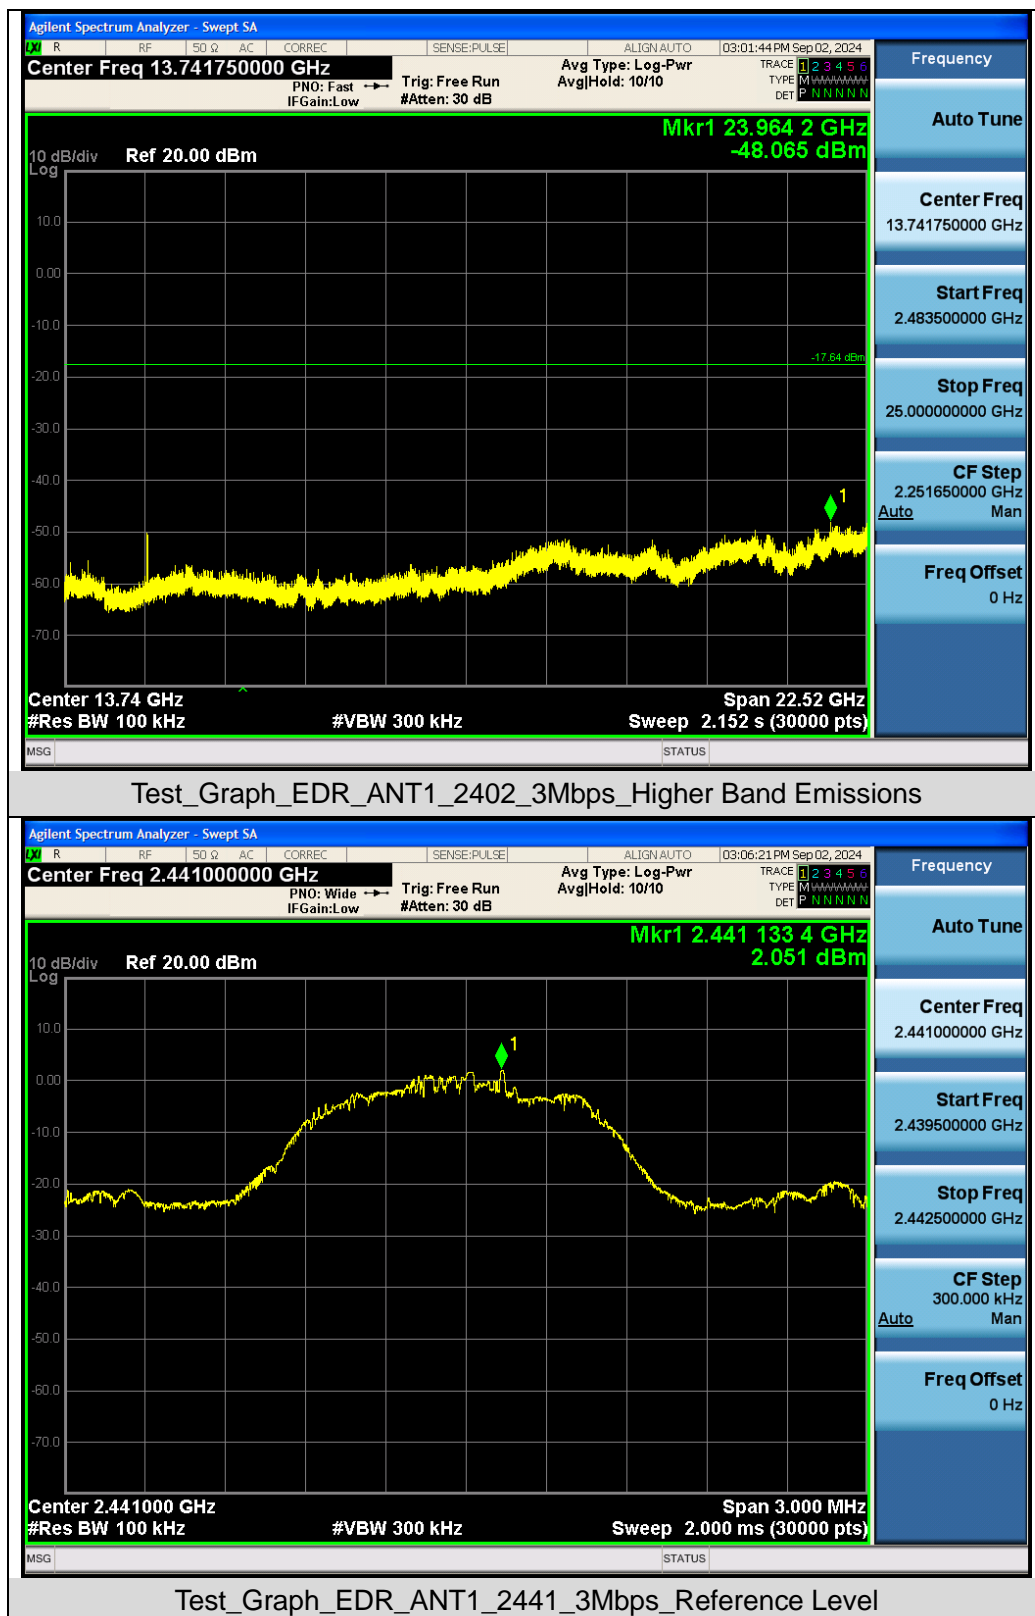 Agilent Spectrum Analyzer - Swept SA
LXI R RF 50 Ω AC CORREC SENSE:PULSE ALIGN AUTO 03:01:44 PM Sep 02, 2024
Center Freq 13.741750000 GHz
PNO: Fast
IFGain:Low
Trig: Free Run
#Atten: 30 dB
Avg Type: Log-Pwr
Avg|Hold: 10/10
TRACE 1 2 3 4 5 6
TYPE M WWWWW
DET P N N N N N
Mkr1 23.964 2 GHz
-48.065 dBm
10 dB/div Ref 20.00 dBm
Log
10.0
0.00
-10.0
-17.64 dBm
-20.0
-30.0
-40.0
1
-50.0
-60.0
-70.0
Center 13.74 GHz Span 22.52 GHz
#Res BW 100 kHz #VBW 300 kHz Sweep 2.152 s (30000 pts)
MSG STATUS
Frequency
Auto Tune
Center Freq
13.741750000 GHz
Start Freq
2.483500000 GHz
Stop Freq
25.000000000 GHz
CF Step
2.251650000 GHz
Auto Man
Freq Offset
0 Hz
Test_Graph_EDR_ANT1_2402_3Mbps_Higher Band Emissions
Agilent Spectrum Analyzer - Swept SA
LXI R RF 50 Ω AC CORREC SENSE:PULSE ALIGN AUTO 03:06:21 PM Sep 02, 2024
Center Freq 2.441000000 GHz
PNO: Wide
IFGain:Low
Trig: Free Run
#Atten: 30 dB
Avg Type: Log-Pwr
Avg|Hold: 10/10
TRACE 1 2 3 4 5 6
TYPE M WWWWW
DET P N N N N N
Mkr1 2.441 133 4 GHz
2.051 dBm
10 dB/div Ref 20.00 dBm
Log
10.0
1
0.00
-10.0
-20.0
-30.0
-40.0
-50.0
-60.0
-70.0
Center 2.441000 GHz Span 3.000 MHz
#Res BW 100 kHz #VBW 300 kHz Sweep 2.000 ms (30000 pts)
MSG STATUS
Frequency
Auto Tune
Center Freq
2.441000000 GHz
Start Freq
2.439500000 GHz
Stop Freq
2.442500000 GHz
CF Step
300.000 kHz
Auto Man
Freq Offset
0 Hz
Test_Graph_EDR_ANT1_2441_3Mbps_Reference Level